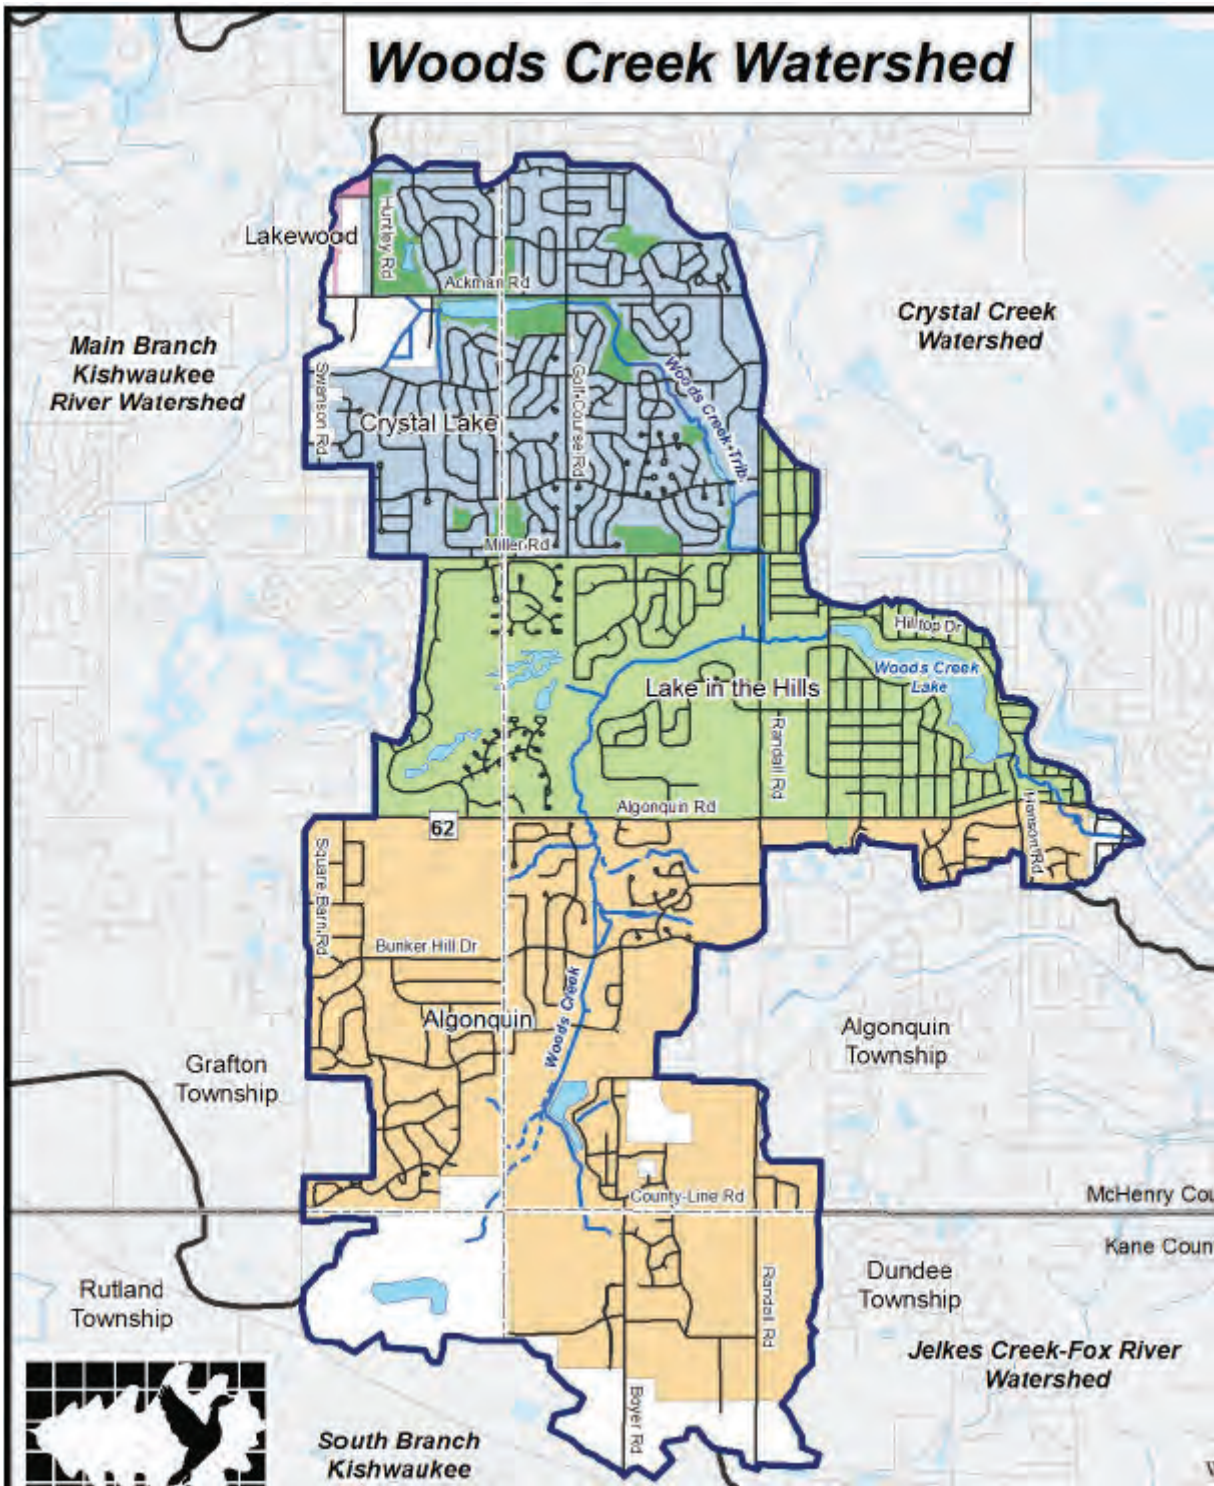 Woods Creek Watershed
Lakewood
Huntley Rd
Ackman Rd
Crystal Creek
Watershed
Main Branch
Kishwaukee
River Watershed
Swanson Rd
Golf Course Rd
Woods Creek Trib.
Crystal Lake
Miller Rd
Hilltop Dr
Woods Creek
Lake
Lake in the Hills
Randall Rd
Algonquin Rd
Hanson Rd
62
Square Barn Rd
Bunker Hill Dr
Woods Creek
Algonquin
Algonquin
Township
Grafton
Township
County Line Rd
McHenry Cou
Kane Coun
Rutland
Township
Dundee
Township
Randall Rd
Jelkes Creek-Fox River
Watershed
Boyer Rd
South Branch
Kishwaukee